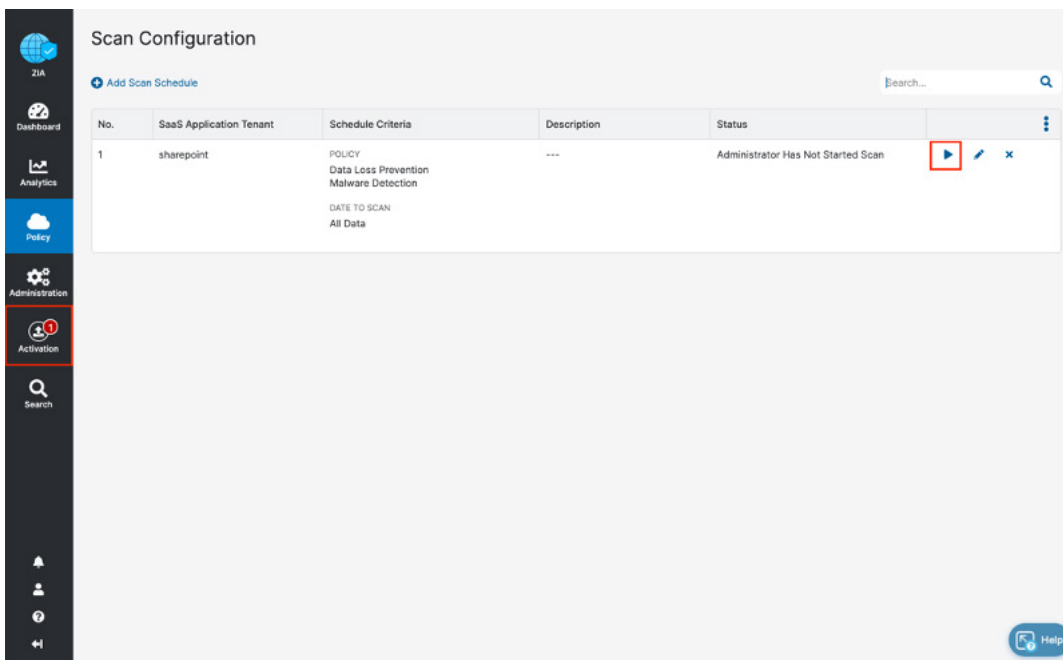 Scan Configuration
ZIA
Add Scan Schedule
Search...
Dashboard
No. SaaS Application Tenant Schedule Criteria Description Status
1 sharepoint POLICY --- Administrator Has Not Started Scan
Data Loss Prevention
Malware Detection
DATE TO SCAN
All Data
Analytics
Policy
Administration
1
Activation
Search
Help